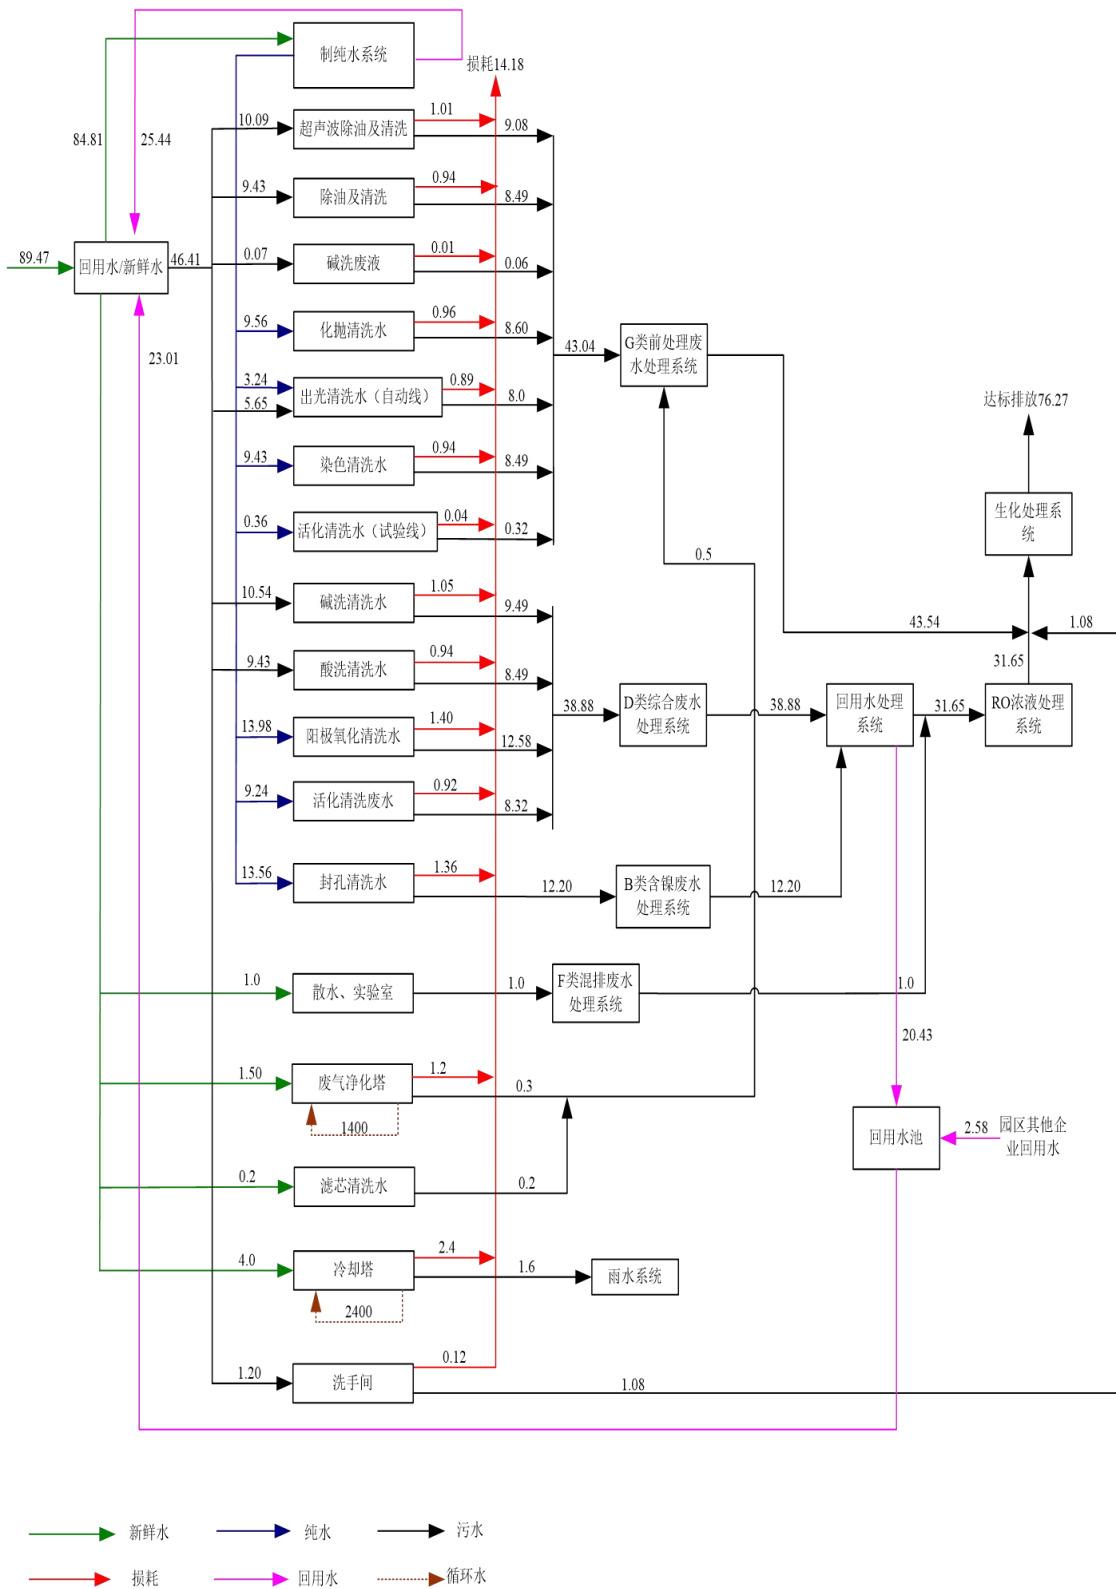 制纯水系统
损耗14.18
84.81
25.44
10.09
超声波除油及清洗
1.01
9.08
9.43
除油及清洗
0.94
8.49
89.47
回用水/新鲜水
46.41
0.07
碱洗废液
0.01
0.06
9.56
化抛清洗水
0.96
8.60
23.01
43.04
G类前处理废
水处理系统
3.24
5.65
出光清洗水（自动线）
0.89
8.0
达标排放76.27
9.43
染色清洗水
0.94
8.49
0.36
活化清洗水（试验线）
0.04
0.32
生化处理系
统
0.5
10.54
碱洗清洗水
1.05
9.49
43.54
1.08
9.43
酸洗清洗水
0.94
8.49
31.65
38.88
D类综合废水
处理系统
38.88
回用水处理
系统
31.65
RO浓液处理
系统
13.98
阳极氧化清洗水
1.40
12.58
9.24
活化清洗废水
0.92
8.32
13.56
封孔清洗水
1.36
12.20
B类含镍废水
处理系统
12.20
1.0
散水、实验室
1.0
F类混排废水
处理系统
1.0
20.43
1.50
废气净化塔
1.2
0.3
1400
回用水池
2.58
园区其他企
业回用水
0.2
滤芯清洗水
0.2
4.0
冷却塔
2.4
1.6
雨水系统
2400
1.20
洗手间
0.12
1.08
新鲜水
纯水
污水
损耗
回用水
循环水